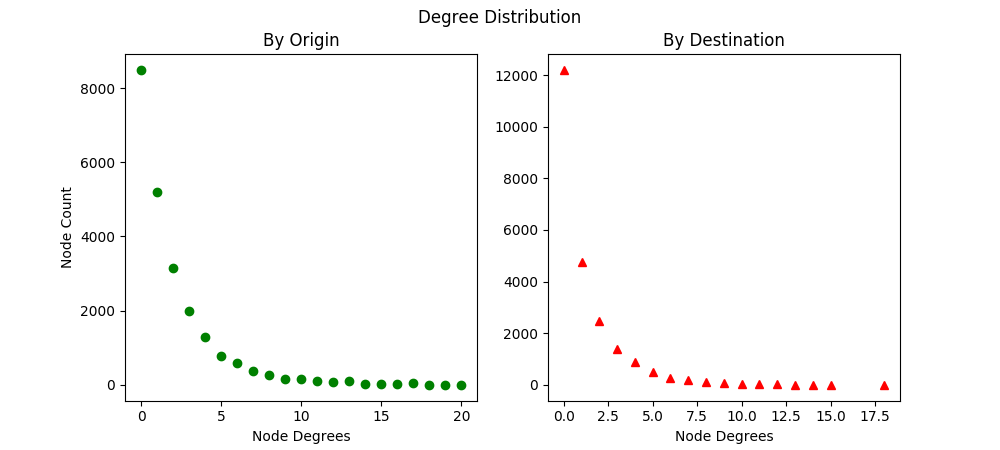 Degree Distribution
By Origin
8000
6000
4000
2000
0
Node Count
0 5 10 15 20
Node Degrees
By Destination
12000
10000
8000
6000
4000
2000
0
0.0 2.5 5.0 7.5 10.0 12.5 15.0 17.5
Node Degrees